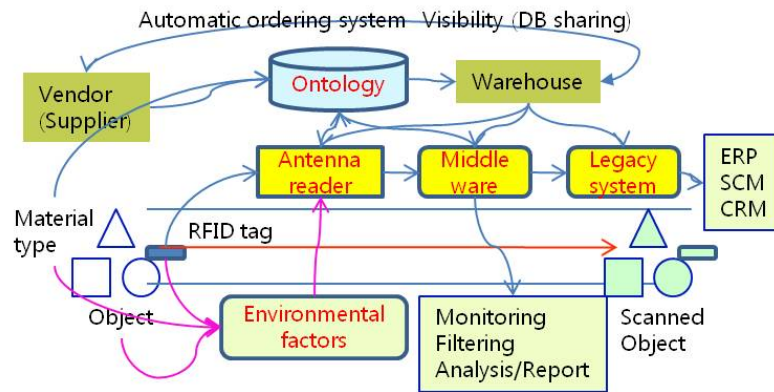 Automatic ordering system Visibility (DB sharing)
Vendor
(Supplier)
Ontology
Warehouse
Antenna
reader
Middle
ware
Legacy
system
ERP
SCM
CRM
Material
type
RFID tag
Object
Environmental
factors
Monitoring
Filtering
Analysis/Report
Scanned
Object